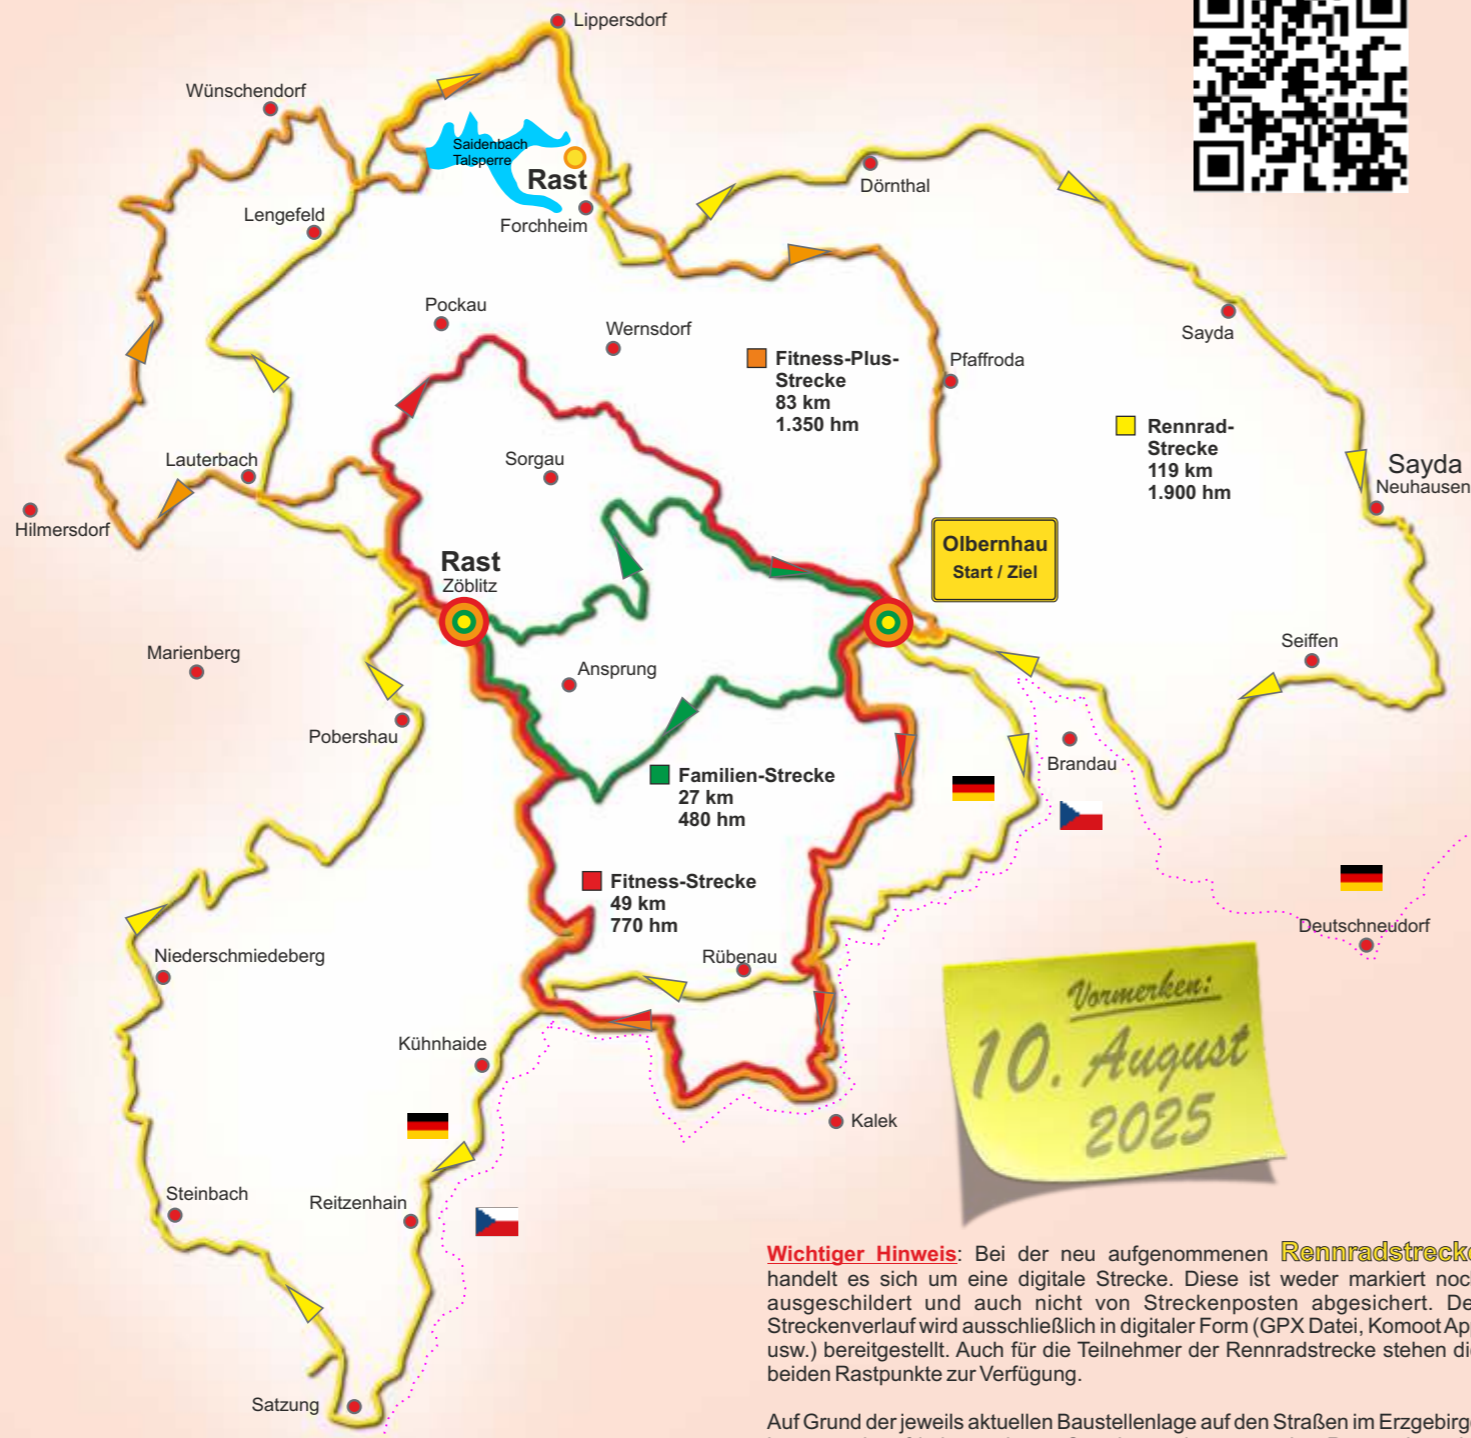 Lippersdorf
Wünschendorf
Saidenbach
Talsperre
Rast
Forchheim
Dörnthal
Lengefeld
Pockau
Wernsdorf
Sayda
Pfaffroda
Fitness-Plus-
Strecke
83 km
1.350 hm
Rennrad-
Strecke
119 km
1.900 hm
Lauterbach
Sorgau
Sayda
Neuhausen
Hilmersdorf
Olbernhau
Start / Ziel
Rast
Zöblitz
Marienberg
Ansprung
Seiffen
Pobershau
Brandau
Familien-Strecke
27 km
480 hm
Fitness-Strecke
49 km
770 hm
Deutschneudorf
Niederschmiedeberg
Rübenau
Vormerken:
10. August
2025
Kühnhaide
Kalek
Steinbach
Reitzenhain
Satzung
Wichtiger Hinweis: Bei der neu aufgenommenen Rennradstrecke
handelt es sich um eine digitale Strecke. Diese ist weder markiert noch
ausgeschildert und auch nicht von Streckenposten abgesichert. De
Streckenverlauf wird ausschließlich in digitaler Form (GPX Datei, Komoot App
usw.) bereitgestellt. Auch für die Teilnehmer der Rennradstrecke stehen die
beiden Rastpunkte zur Verfügung.
Auf Grund der jeweils aktuellen Baustellenlage auf den Straßen im Erzgebirge